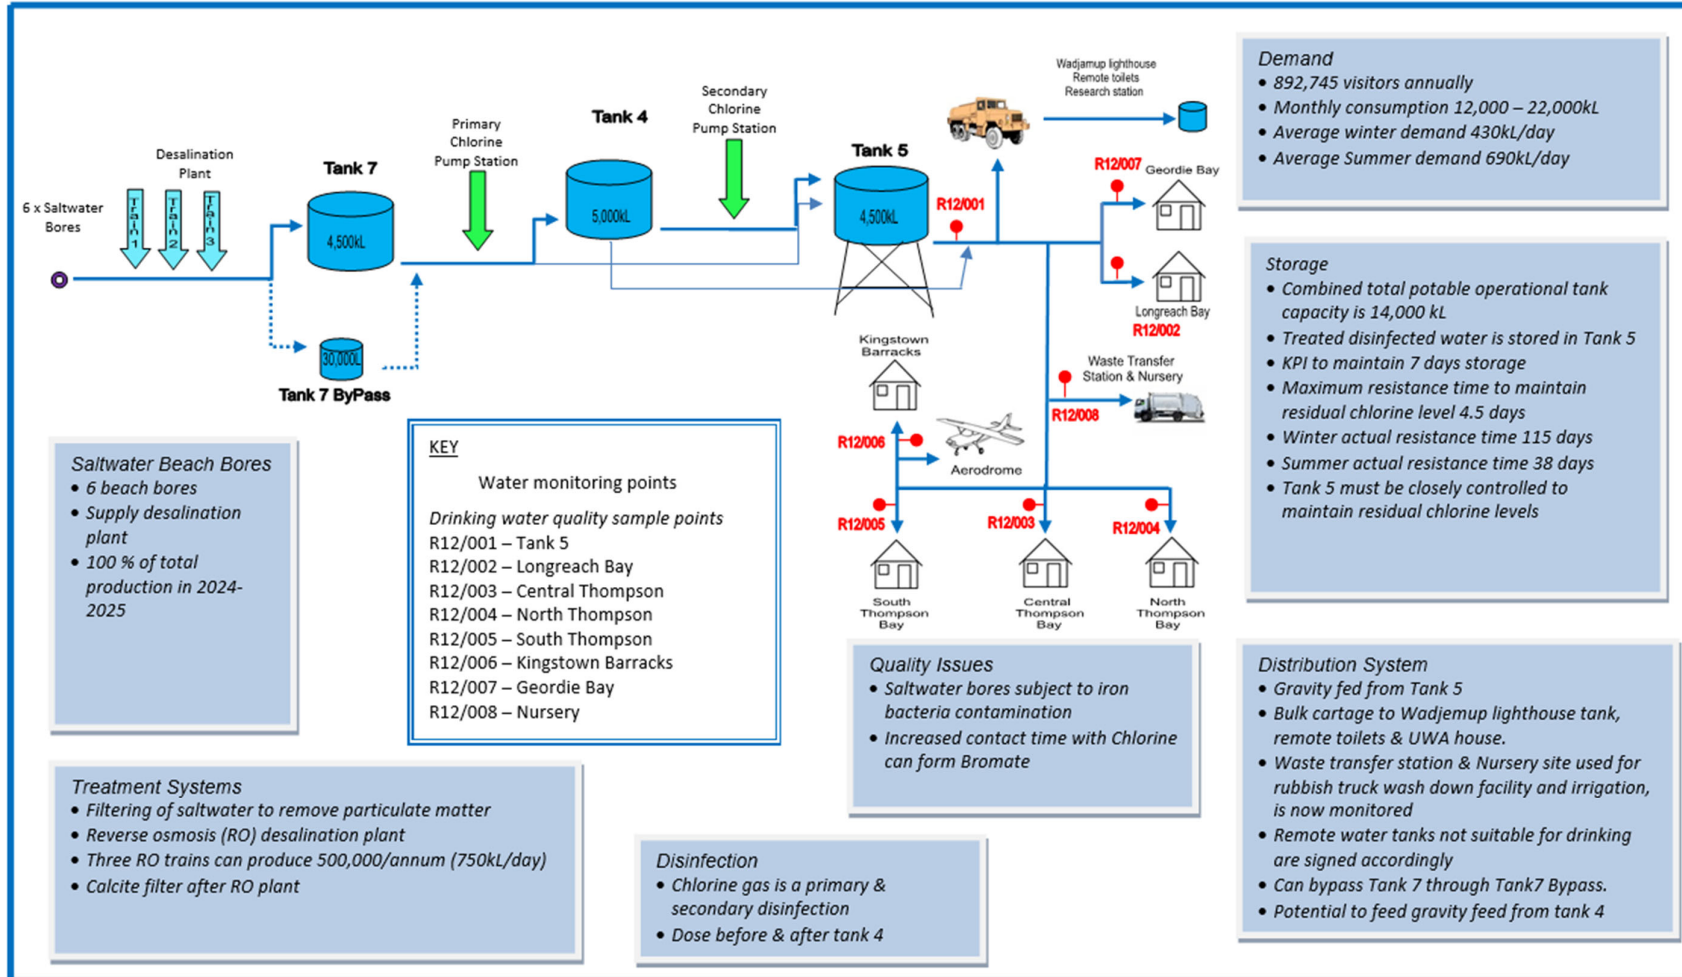 Wadjamup lighthouse
Remote toilets
Research station
Demand
• 892,745 visitors annually
• Monthly consumption 12,000 – 22,000kL
• Average winter demand 430kL/day
• Average Summer demand 690kL/day
Secondary
Chlorine
Pump Station
Tank 4
Primary
Chlorine
Pump Station
Desalination
Plant
Tank 7
Tank 5
6 x Saltwater
Bores
Train 1
Train 2
Train 3
4,500kL
5,000kL
4,500kL
R12/001
R12/007
Geordie Bay
Longreach Bay
R12/002
30,000L
Tank 7 ByPass
Kingstown
Barracks
Waste Transfer
Station & Nursery
R12/008
R12/006
Aerodrome
R12/005
R12/003
R12/004
South
Thompson
Bay
Central
Thompson
Bay
North
Thompson
Bay
Storage
• Combined total potable operational tank
capacity is 14,000 kL
• Treated disinfected water is stored in Tank 5
• KPI to maintain 7 days storage
• Maximum resistance time to maintain
residual chlorine level 4.5 days
• Winter actual resistance time 115 days
• Summer actual resistance time 38 days
• Tank 5 must be closely controlled to
maintain residual chlorine levels
Saltwater Beach Bores
• 6 beach bores
• Supply desalination
plant
• 100 % of total
production in 2024-
2025
KEY
Water monitoring points
Drinking water quality sample points
R12/001 – Tank 5
R12/002 – Longreach Bay
R12/003 – Central Thompson
R12/004 – North Thompson
R12/005 – South Thompson
R12/006 – Kingstown Barracks
R12/007 – Geordie Bay
R12/008 – Nursery
Quality Issues
• Saltwater bores subject to iron
bacteria contamination
• Increased contact time with Chlorine
can form Bromate
Distribution System
• Gravity fed from Tank 5
• Bulk cartage to Wadjemup lighthouse tank,
remote toilets & UWA house.
• Waste transfer station & Nursery site used for
rubbish truck wash down facility and irrigation,
is now monitored
• Remote water tanks not suitable for drinking
are signed accordingly
• Can bypass Tank 7 through Tank7 Bypass.
• Potential to feed gravity feed from tank 4
Treatment Systems
• Filtering of saltwater to remove particulate matter
• Reverse osmosis (RO) desalination plant
• Three RO trains can produce 500,000/annum (750kL/day)
• Calcite filter after RO plant
Disinfection
• Chlorine gas is a primary &
secondary disinfection
• Dose before & after tank 4